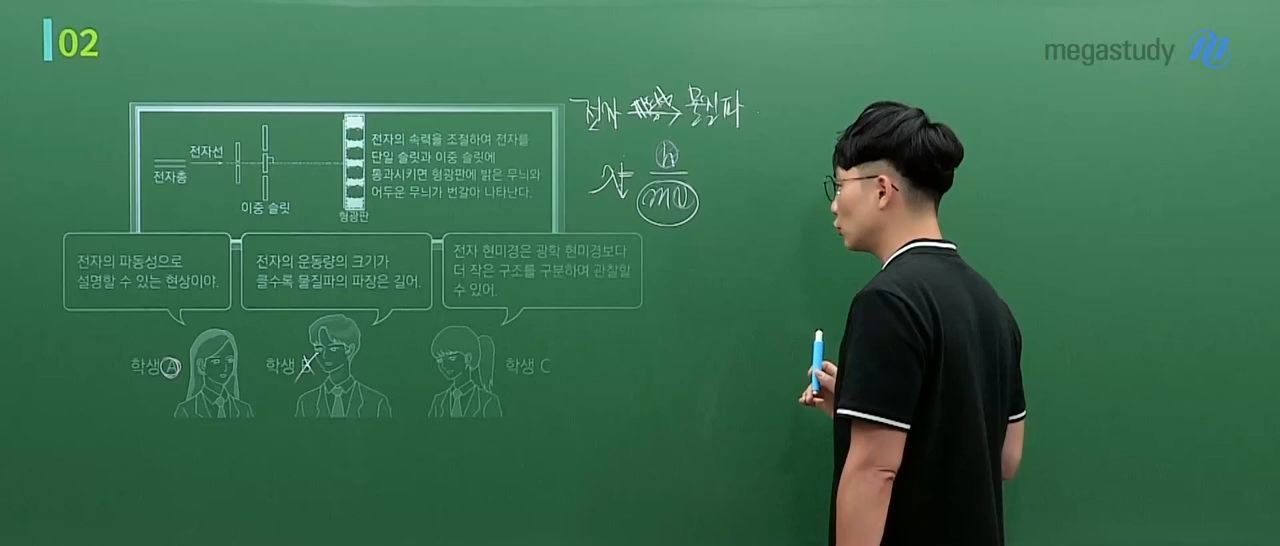 02
megastudy
전자 파동성 → 물질파
λ = h / mv
전자선
전자총
이중 슬릿
형광판
전자의 속력을 조절하여 전자를
단일 슬릿과 이중 슬릿에
통과시키면 형광판에 밝은 무늬와
어두운 무늬가 번갈아 나타난다.
전자의 파동성으로
설명할 수 있는 현상이야.
전자의 운동량의 크기가
클수록 물질파의 파장은 길어.
전자 현미경은 광학 현미경보다
더 작은 구조를 구분하여 관찰할
수 있어.
학생 A
학생 B
학생 C